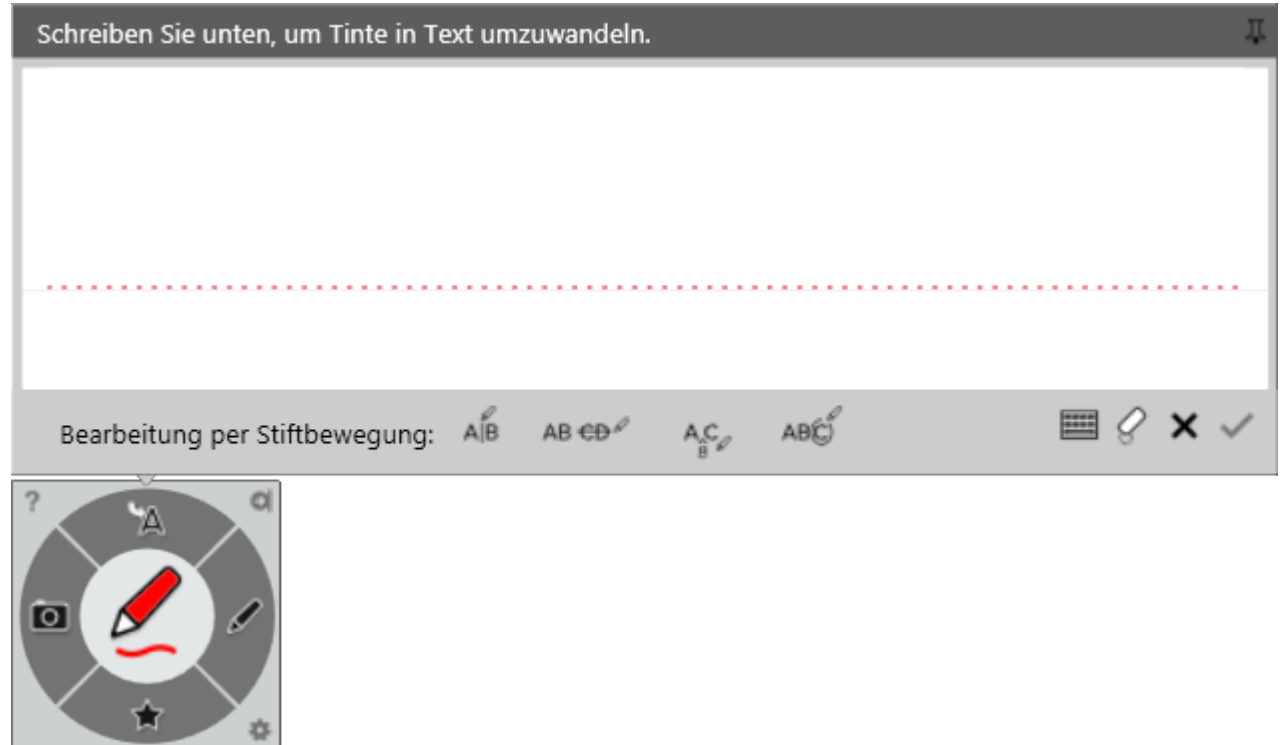 Schreiben Sie unten, um Tinte in Text umzuwandeln.
Bearbeitung per Stiftbewegung: A|B AB CD A C B ABC
?
A